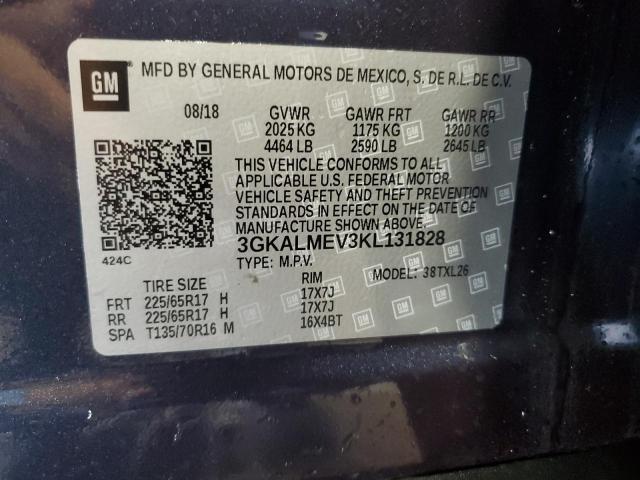 GM MFD BY GENERAL MOTORS DE MEXICO, S. DE R.L. DE C.V.
08/18 GVWR GAWR FRT GAWR RR
2025 KG 1175 KG 1200 KG
4464 LB 2590 LB 2645 LB
THIS VEHICLE CONFORMS TO ALL
APPLICABLE U.S. FEDERAL MOTOR
VEHICLE SAFETY AND THEFT PREVENTION
STANDARDS IN EFFECT ON THE DATE OF
MANUFACTURE SHOWN ABOVE.
3GKALMEV3KL131828
424C TYPE: M.P.V. MODEL: 38TXL26
TIRE SIZE RIM
FRT 225/65R17 H 17X7J
RR 225/65R17 H 17X7J
SPA T135/70R16 M 16X4BT